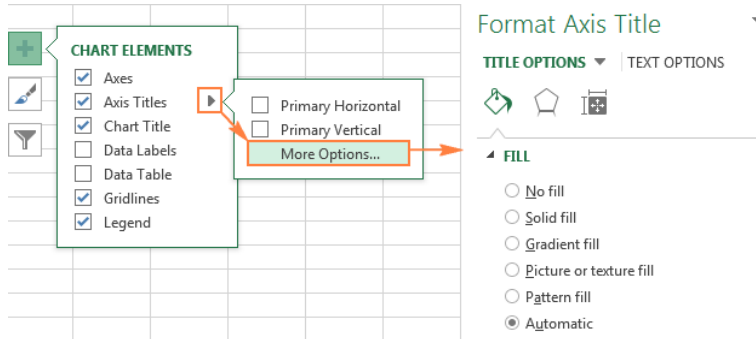 CHART ELEMENTS
Axes
Axis Titles
Chart Title
Data Labels
Data Table
Gridlines
Legend
Primary Horizontal
Primary Vertical
More Options...
Format Axis Title
TITLE OPTIONS TEXT OPTIONS
FILL
No fill
Solid fill
Gradient fill
Picture or texture fill
Pattern fill
Automatic